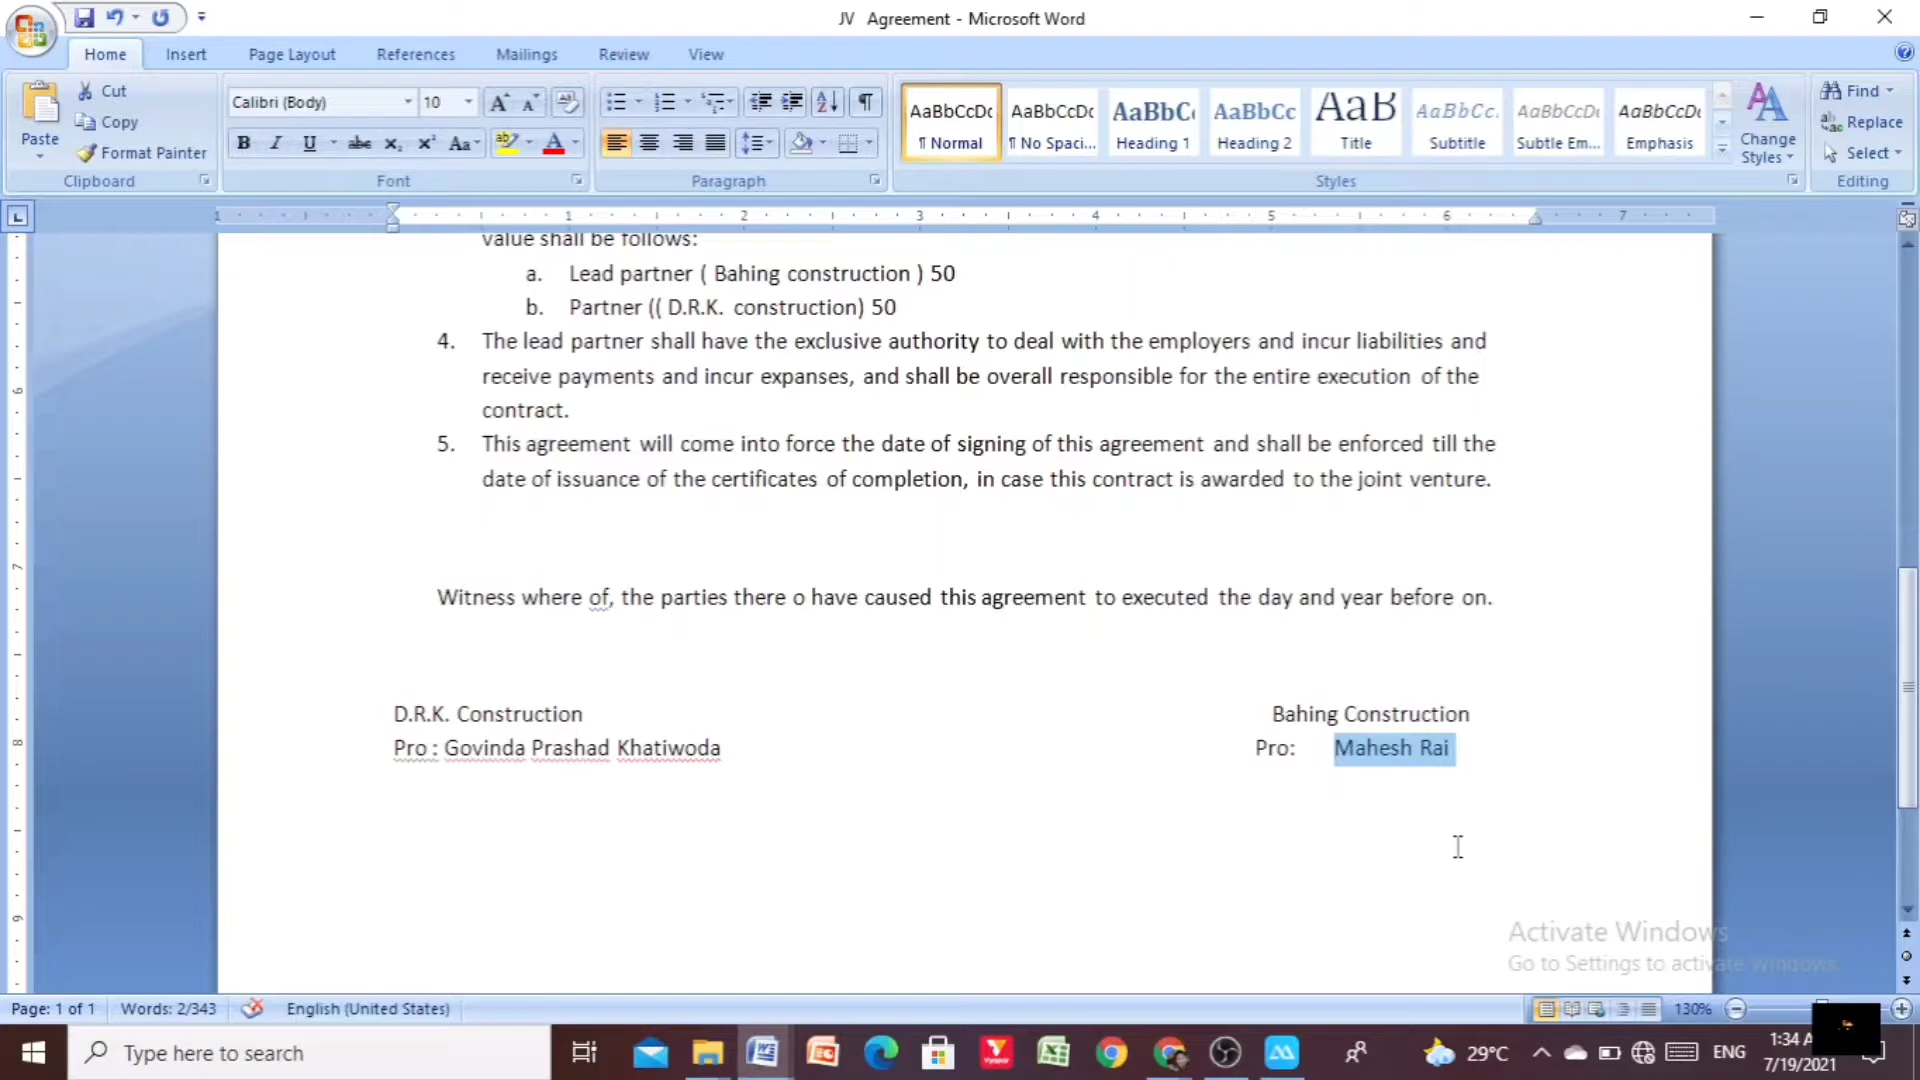 JV Agreement - Microsoft Word
Home Insert Page Layout References Mailings Review View
Paste
Cut
Copy
Format Painter
Clipboard
Calibri (Body) 10
Font
Paragraph
AaBbCcDc AaBbCcDc AaBbC AaBbCc AaB AaBbCc. AaBbCcDc AaBbCcDc
¶ Normal ¶ No Spaci... Heading 1 Heading 2 Title Subtitle Subtle Em... Emphasis
Change Styles
Styles
Find
Replace
Select
Editing
1 1 2 3 4 5 6 7
value shall be follows:
a. Lead partner ( Bahing construction ) 50
b. Partner (( D.R.K. construction) 50
4. The lead partner shall have the exclusive authority to deal with the employers and incur liabilities and
receive payments and incur expanses, and shall be overall responsible for the entire execution of the
contract.
5. This agreement will come into force the date of signing of this agreement and shall be enforced till the
date of issuance of the certificates of completion, in case this contract is awarded to the joint venture.
Witness where of, the parties there o have caused this agreement to executed the day and year before on.
D.R.K. Construction Bahing Construction
Pro : Govinda Prashad Khatiwoda Pro: Mahesh Rai
Activate Windows
Go to Settings to activate Windows.
Page: 1 of 1 Words: 2/343 English (United States) 130%
Type here to search 29°C ENG 1:34 A
7/19/2021